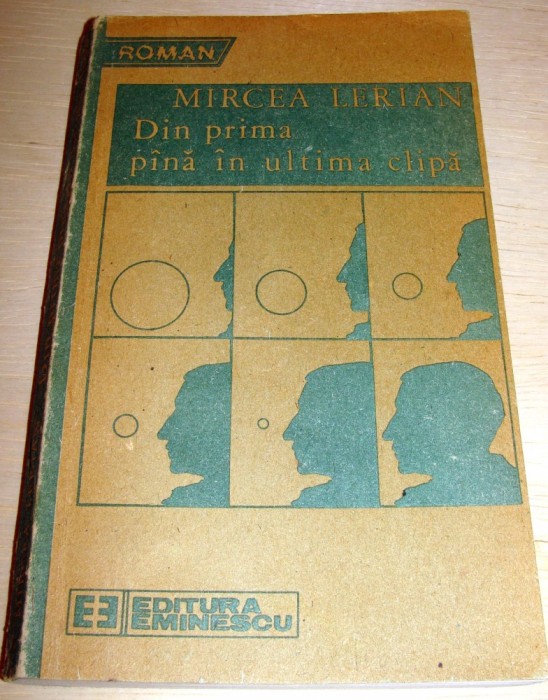 ROMAN
MIRCEA LERIAN
Din prima
pînă în ultima clipă
EE EDITURA
EMINESCU